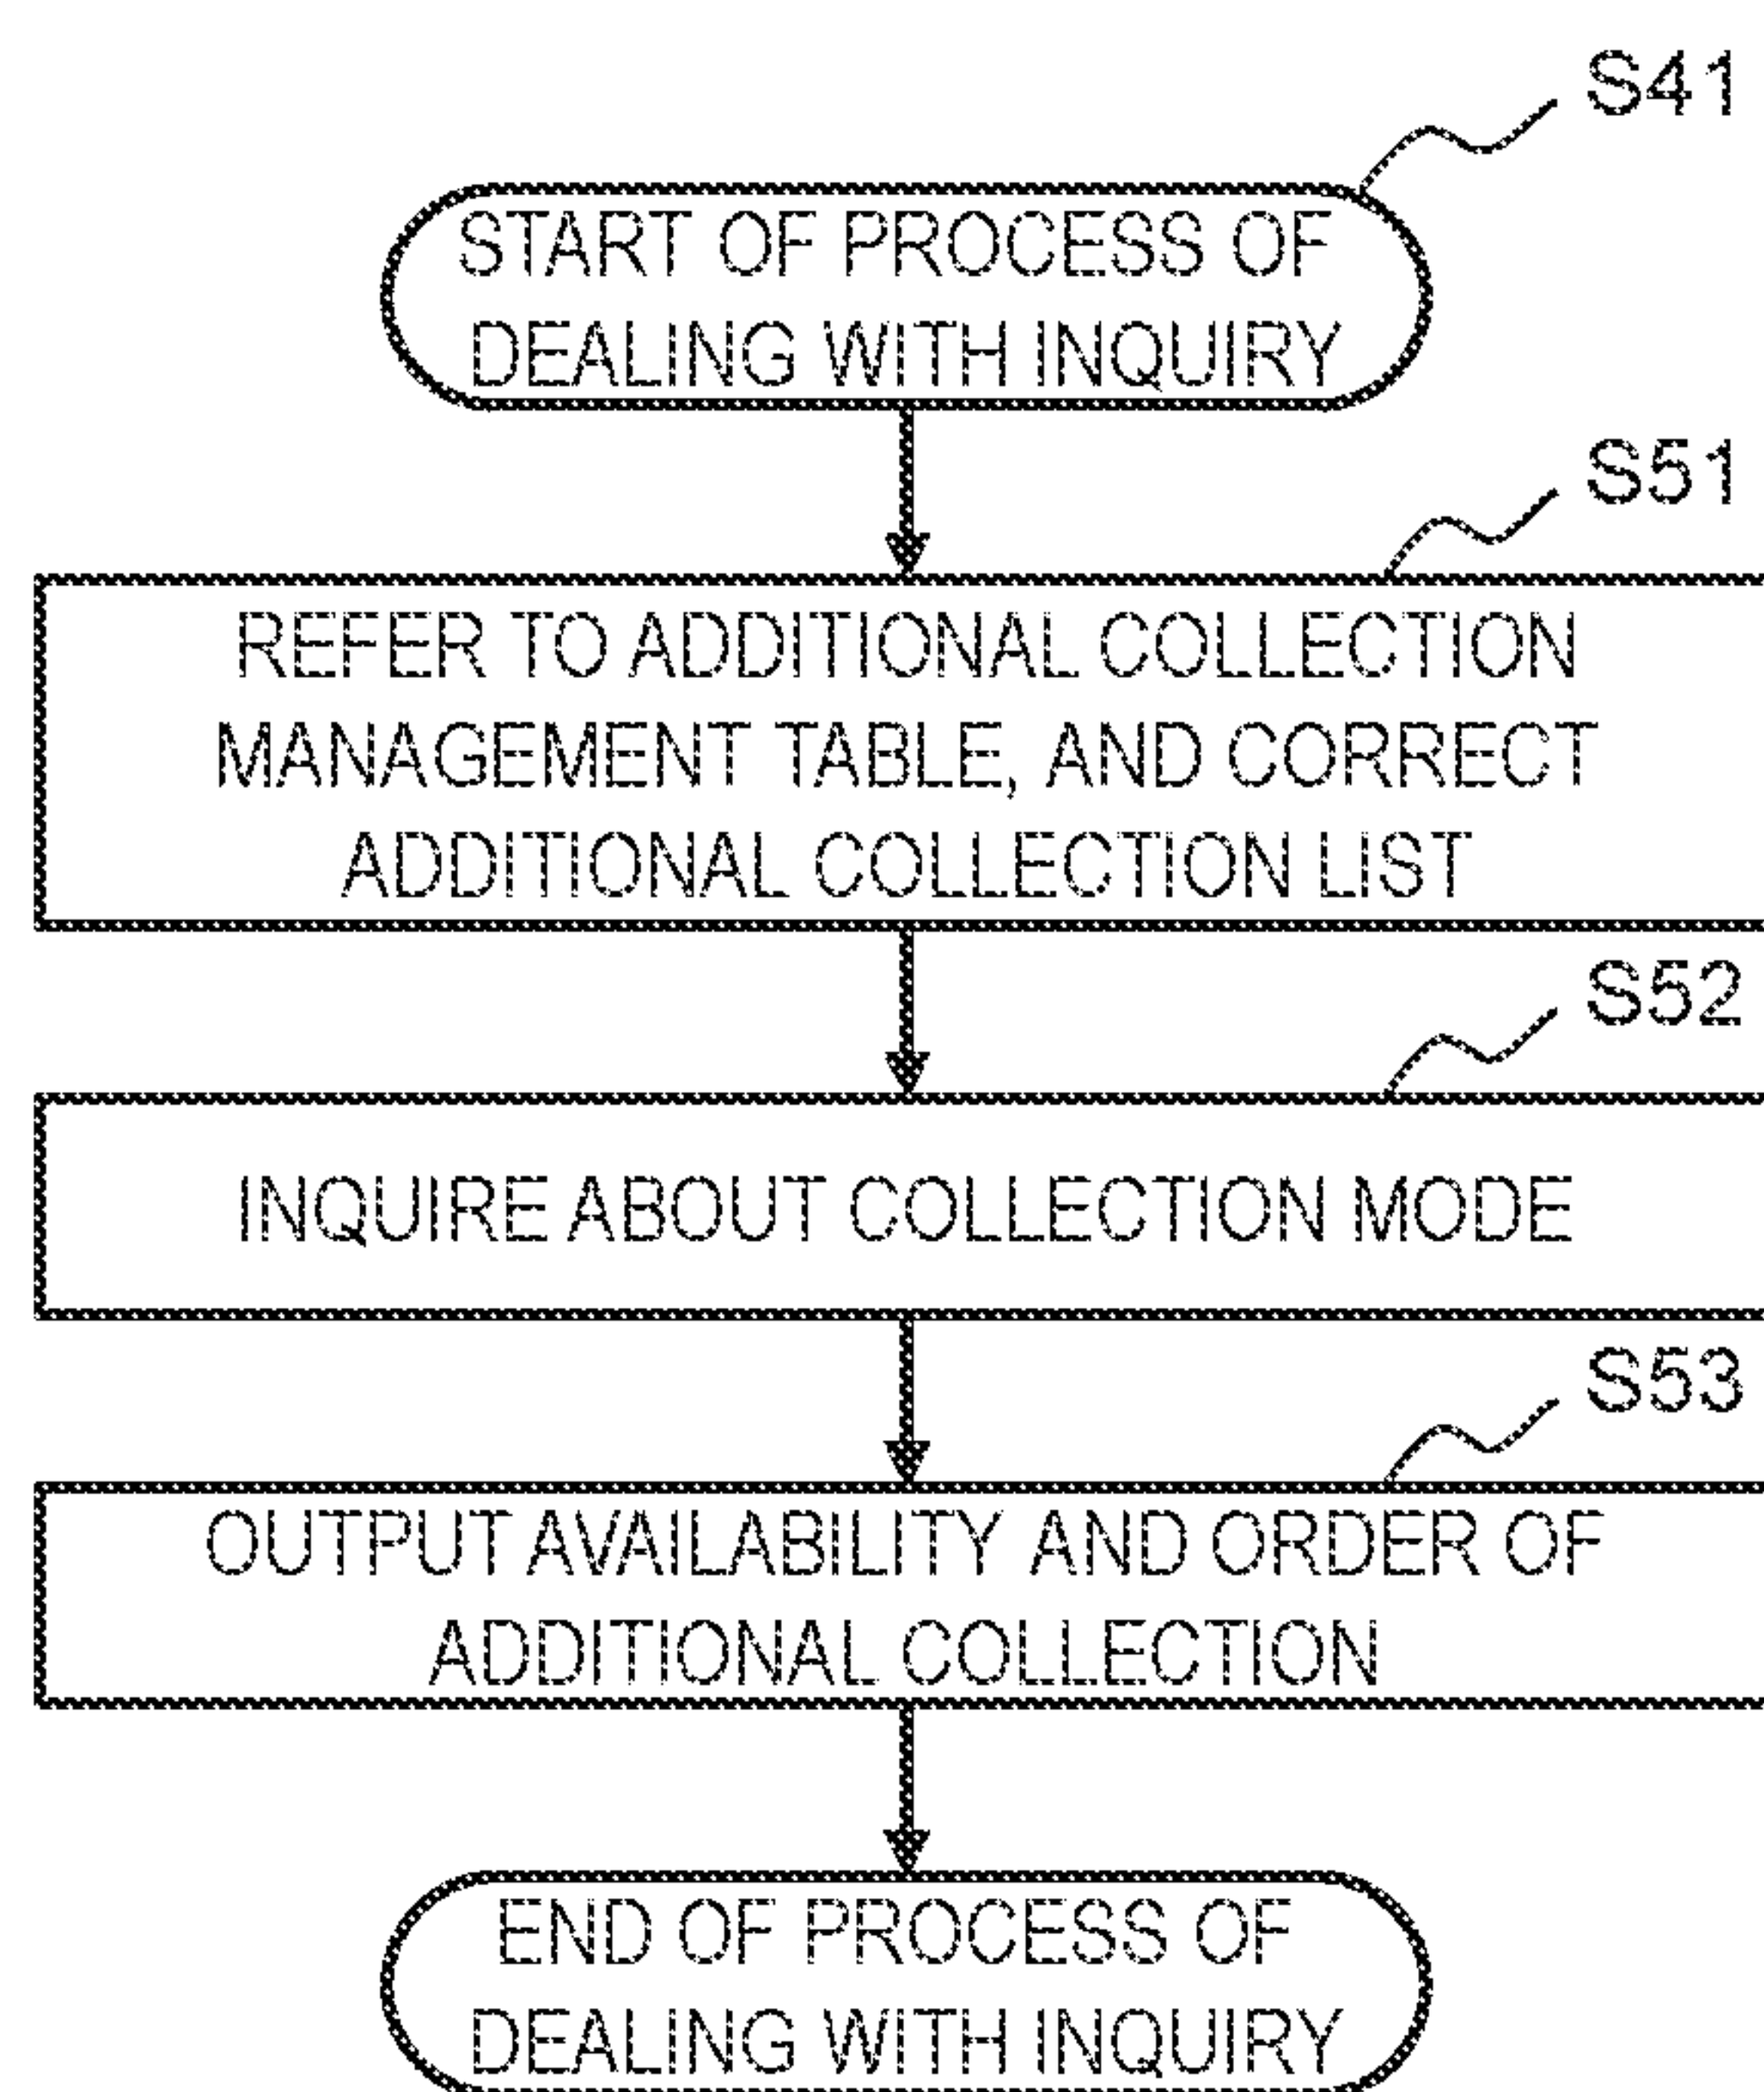 S41
START OF PROCESS OF
DEALING WITH INQUIRY
S51
REFER TO ADDITIONAL COLLECTION
MANAGEMENT TABLE, AND CORRECT
ADDITIONAL COLLECTION LIST
S52
INQUIRE ABOUT COLLECTION MODE
S53
OUTPUT AVAILABILITY AND ORDER OF
ADDITIONAL COLLECTION
END OF PROCESS OF
DEALING WITH INQUIRY